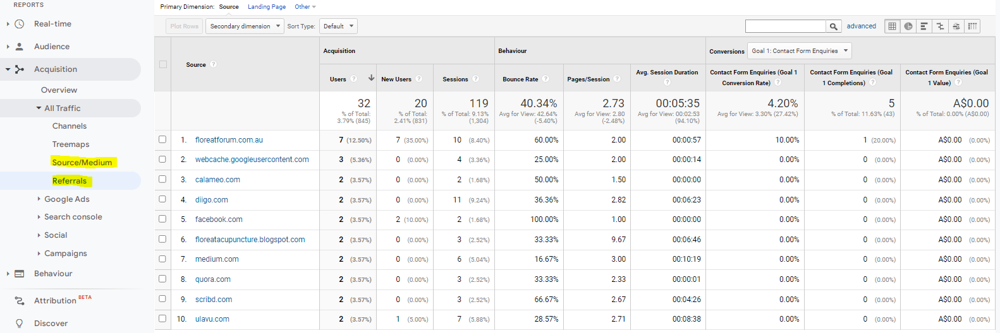 REPORTS
Real-time
Audience
Acquisition
Overview
All Traffic
Channels
Treemaps
Source/Medium
Referrals
Google Ads
Search console
Social
Campaigns
Behaviour
Attribution BETA
Discover
Primary Dimension: Source Landing Page Other
Plot Rows Secondary dimension Sort Type: Default advanced
Acquisition Behaviour Conversions Goal 1: Contact Form Enquiries
Source ? Users ? New Users ? Sessions ? Bounce Rate ? Pages/Session ? Avg. Session Duration ? Contact Form Enquiries (Goal 1 Conversion Rate) ? Contact Form Enquiries (Goal 1 Completions) ? Contact Form Enquiries (Goal 1 Value) ?
32 20 119 40.34% 2.73 00:05:35 4.20% 5 A$0.00
% of Total: 3.79% (845) % of Total: 2.41% (831) % of Total: 9.13% (1,304) Avg for View: 42.64% (-5.40%) Avg for View: 2.80 (-2.48%) Avg for View: 00:02:53 (94.10%) Avg for View: 3.30% (27.42%) % of Total: 11.63% (43) % of Total: 0.00% (A$0.00)
1. floreatforum.com.au 7 (12.50%) 7 (35.00%) 10 (8.40%) 60.00% 2.00 00:00:57 10.00% 1 (20.00%) A$0.00 (0.00%)
2. webcache.googleusercontent.com 3 (5.36%) 0 (0.00%) 4 (3.36%) 25.00% 2.00 00:00:14 0.00% 0 (0.00%) A$0.00 (0.00%)
3. calameo.com 2 (3.57%) 0 (0.00%) 2 (1.68%) 50.00% 1.50 00:00:00 0.00% 0 (0.00%) A$0.00 (0.00%)
4. diigo.com 2 (3.57%) 0 (0.00%) 11 (9.24%) 36.36% 2.82 00:06:23 0.00% 0 (0.00%) A$0.00 (0.00%)
5. facebook.com 2 (3.57%) 2 (10.00%) 2 (1.68%) 100.00% 1.00 00:00:00 0.00% 0 (0.00%) A$0.00 (0.00%)
6. floreatacupuncture.blogspot.com 2 (3.57%) 0 (0.00%) 3 (2.52%) 33.33% 9.67 00:06:46 0.00% 0 (0.00%) A$0.00 (0.00%)
7. medium.com 2 (3.57%) 0 (0.00%) 6 (5.04%) 16.67% 3.00 00:10:19 0.00% 0 (0.00%) A$0.00 (0.00%)
8. quora.com 2 (3.57%) 0 (0.00%) 3 (2.52%) 33.33% 2.33 00:00:01 0.00% 0 (0.00%) A$0.00 (0.00%)
9. scribd.com 2 (3.57%) 0 (0.00%) 3 (2.52%) 66.67% 2.67 00:04:26 0.00% 0 (0.00%) A$0.00 (0.00%)
10. ulavu.com 2 (3.57%) 1 (5.00%) 7 (5.88%) 28.57% 2.71 00:08:38 0.00% 0 (0.00%) A$0.00 (0.00%)